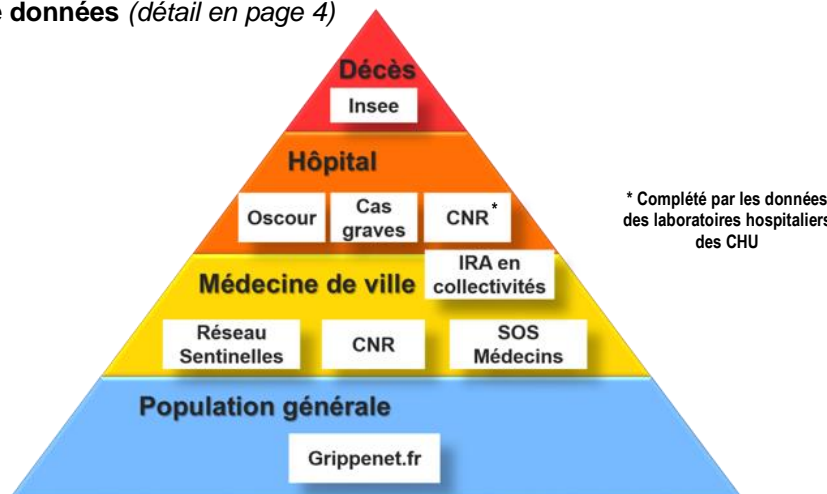 données (détail en page 4)
Décès
Insee
Hôpital
Oscour
Cas
graves
CNR*
* Complété par les données
des laboratoires hospitaliers
des CHU
IRA en
collectivités
Médecine de ville
Réseau
Sentinelles
CNR
SOS
Médecins
Population générale
Grippenet.fr